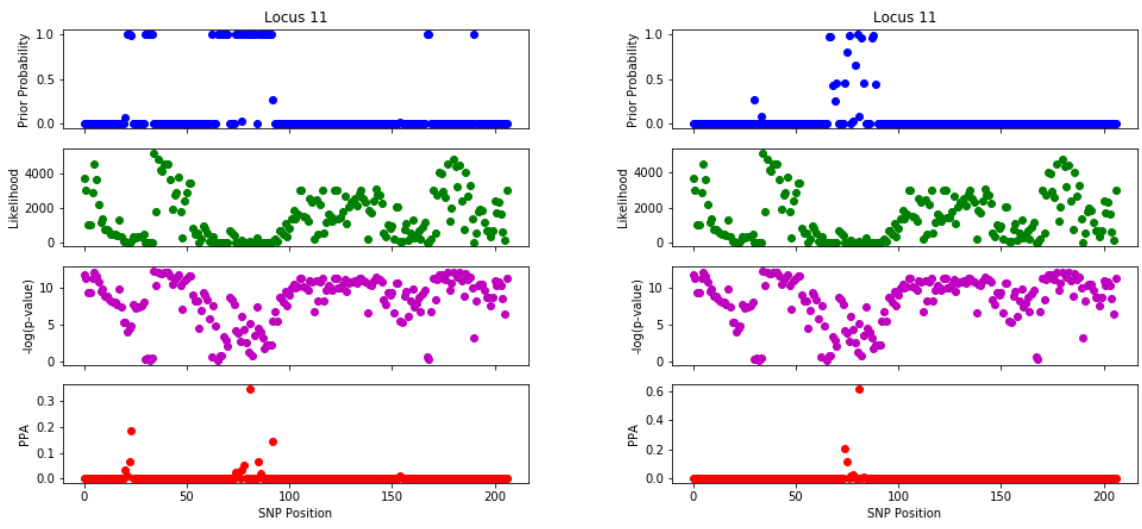 Locus 11
Prior Probability
1.0
0.5
0.0
Likelihood
4000
2000
0
-log(p-value)
10
5
0
PPA
0.3
0.2
0.1
0.0
0 50 100 150 200
SNP Position
Locus 11
Prior Probability
1.0
0.5
0.0
Likelihood
4000
2000
0
-log(p-value)
10
5
0
PPA
0.6
0.4
0.2
0.0
0 50 100 150 200
SNP Position